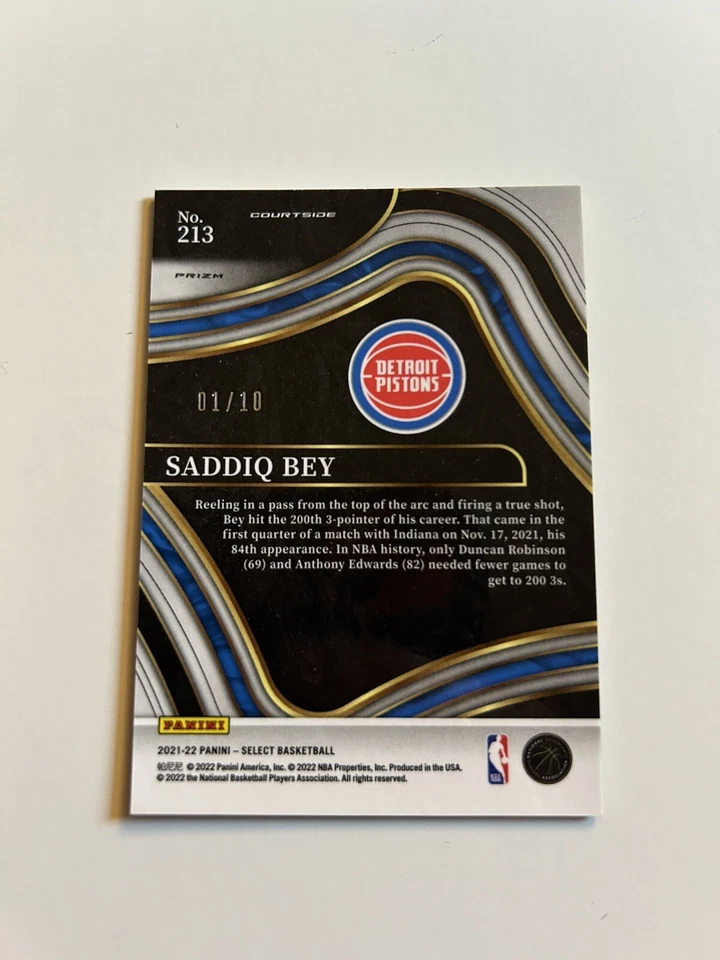 No.
213
COURTSIDE
PRIZM
DETROIT
PISTONS
01/10
SADDIQ BEY
Reeling in a pass from the top of the arc and firing a true shot,
Bey hit the 200th 3-pointer of his career. That came in the
first quarter of a match with Indiana on Nov. 17, 2021, his
84th appearance. In NBA history, only Duncan Robinson
(69) and Anthony Edwards (82) needed fewer games to
get to 200 3s.
PANINI
2021-22 PANINI – SELECT BASKETBALL
帕尼尼 © 2022 Panini America, Inc. © 2022 NBA Properties, Inc. Produced in the USA.
© 2022 the National Basketball Players Association. All rights reserved.
NBA